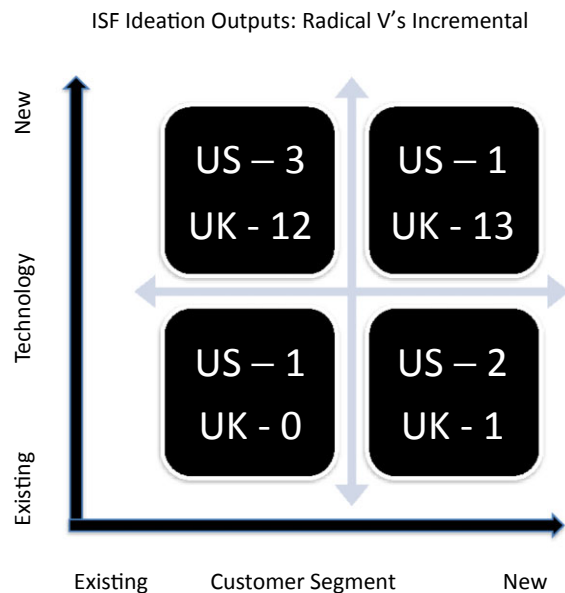 ISF Ideation Outputs: Radical V's Incremental
New
Technology
Existing
US – 3
UK - 12
US – 1
UK - 13
US – 1
UK - 0
US – 2
UK - 1
Existing
Customer Segment
New